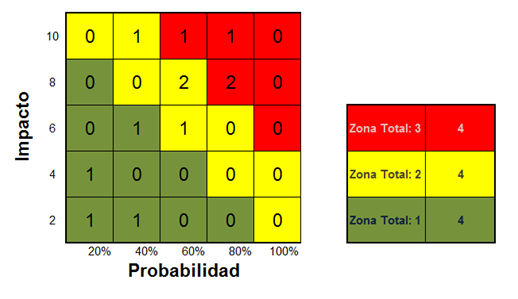 10 0 1 1 1 0
8 0 0 2 2 0
6 0 1 1 0 0
4 1 0 0 0 0
2 1 1 0 0 0
20% 40% 60% 80% 100%
Impacto
Probabilidad
Zona Total: 3 4
Zona Total: 2 4
Zona Total: 1 4